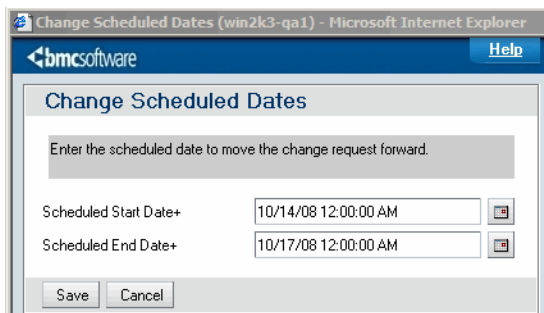 Change Scheduled Dates (win2k3-qa1) - Microsoft Internet Explorer
bmcsoftware
Help
Change Scheduled Dates
Enter the scheduled date to move the change request forward.
Scheduled Start Date+ 10/14/08 12:00:00 AM
Scheduled End Date+ 10/17/08 12:00:00 AM
Save Cancel